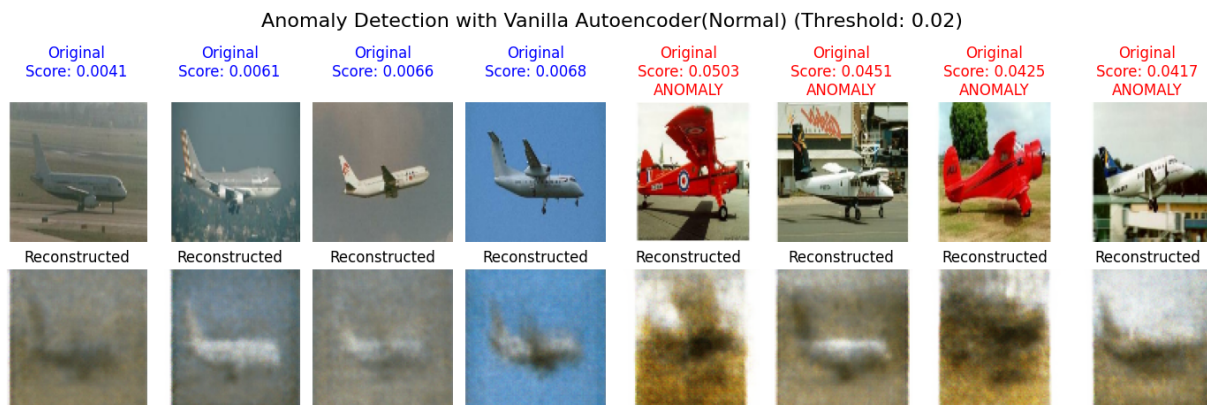 Anomaly Detection with Vanilla Autoencoder(Normal) (Threshold: 0.02)
Original
Score: 0.0041
Original
Score: 0.0061
Original
Score: 0.0066
Original
Score: 0.0068
Original
Score: 0.0503
ANOMALY
Original
Score: 0.0451
ANOMALY
Original
Score: 0.0425
ANOMALY
Original
Score: 0.0417
ANOMALY
Reconstructed
Reconstructed
Reconstructed
Reconstructed
Reconstructed
Reconstructed
Reconstructed
Reconstructed